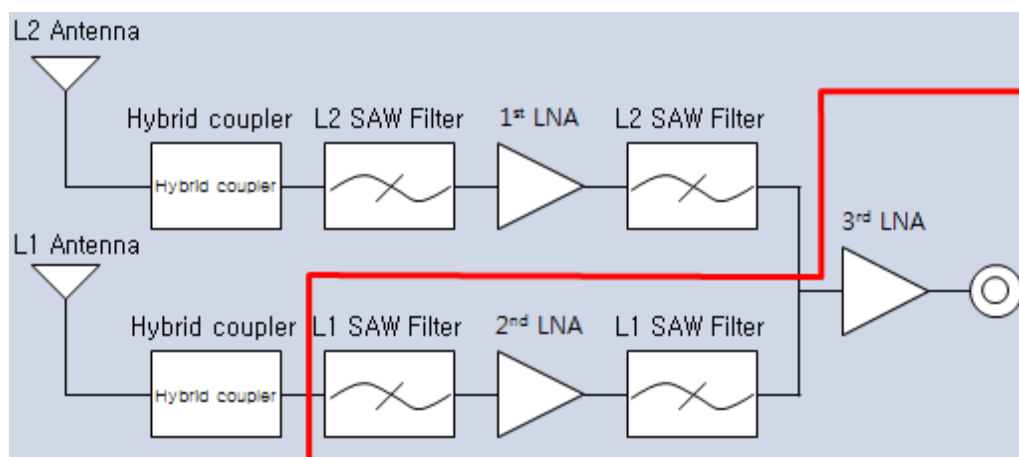 L2 Antenna
Hybrid coupler L2 SAW Filter 1st LNA L2 SAW Filter
Hybrid coupler
3rd LNA
L1 Antenna
Hybrid coupler L1 SAW Filter 2nd LNA L1 SAW Filter
Hybrid coupler